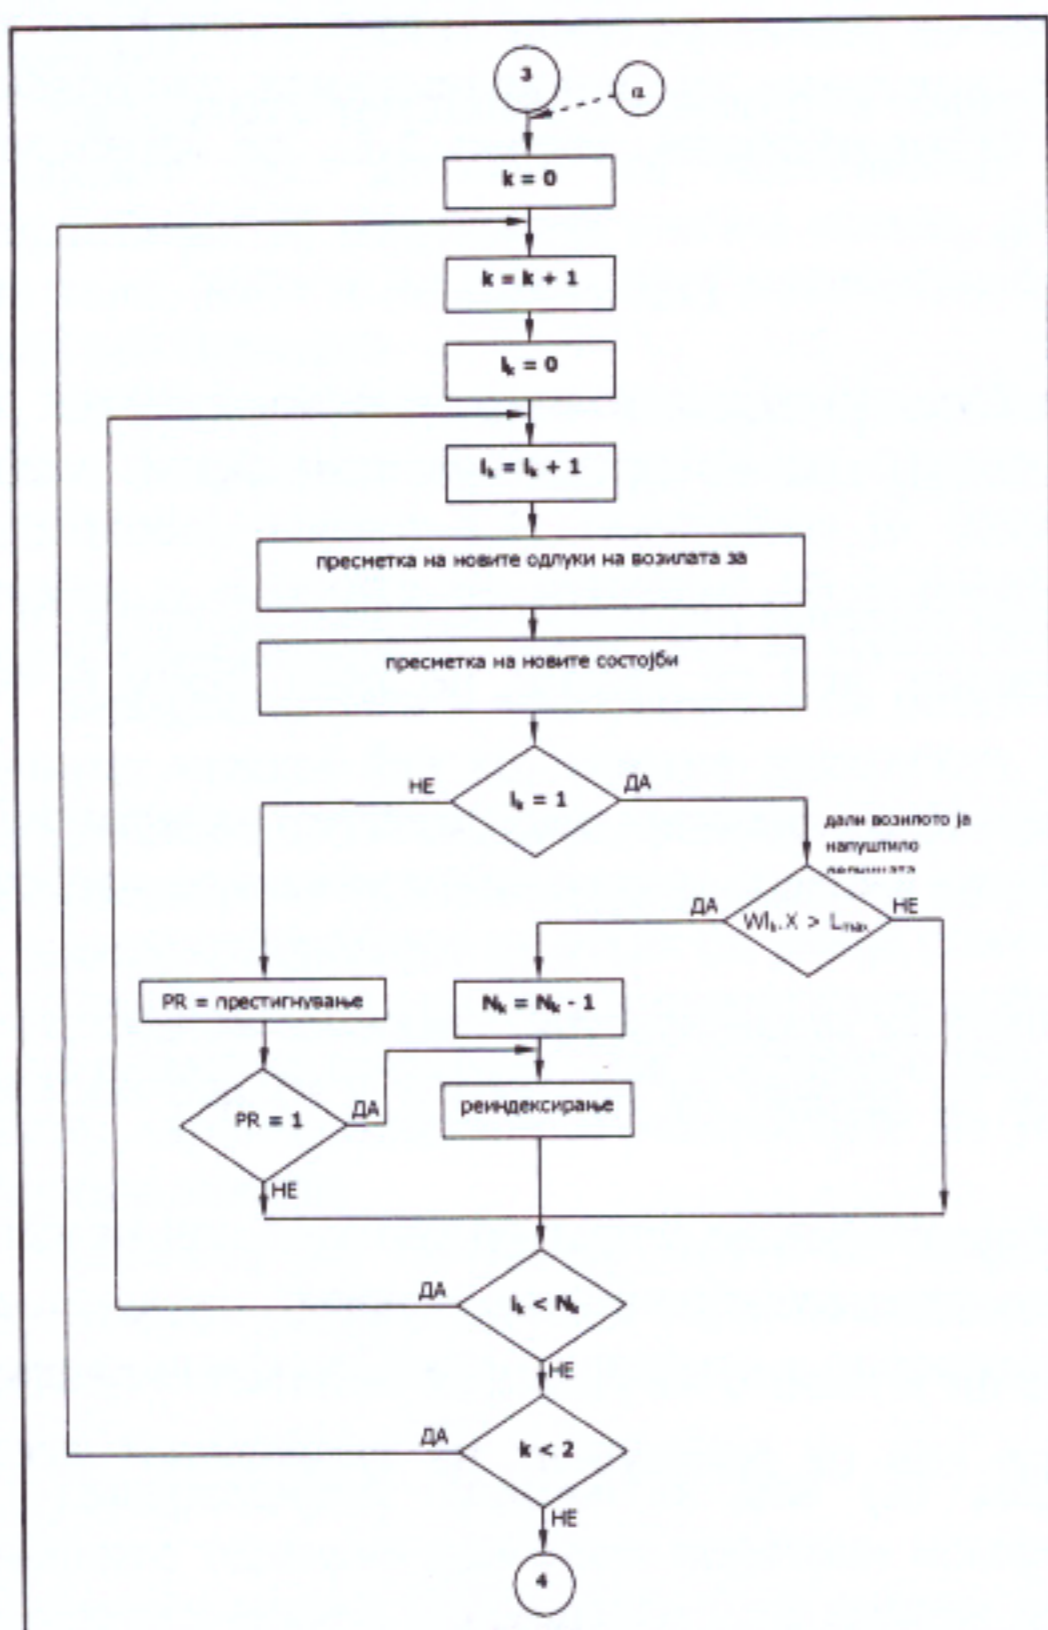 3
α
k = 0
k = k + 1
Iₖ = 0
Iₖ = Iₖ + 1
пресметка на новите одлуки на возилата за
пресметка на новите состојби
НЕ
Iₖ = 1
ДА
дали возилото ја
напуштило
ДА
WIₖ.X > Lmax
НЕ
PR = престигнување
Nₖ = Nₖ - 1
PR = 1
ДА
реиндексирање
НЕ
ДА
Iₖ < Nₖ
НЕ
ДА
k < 2
НЕ
4